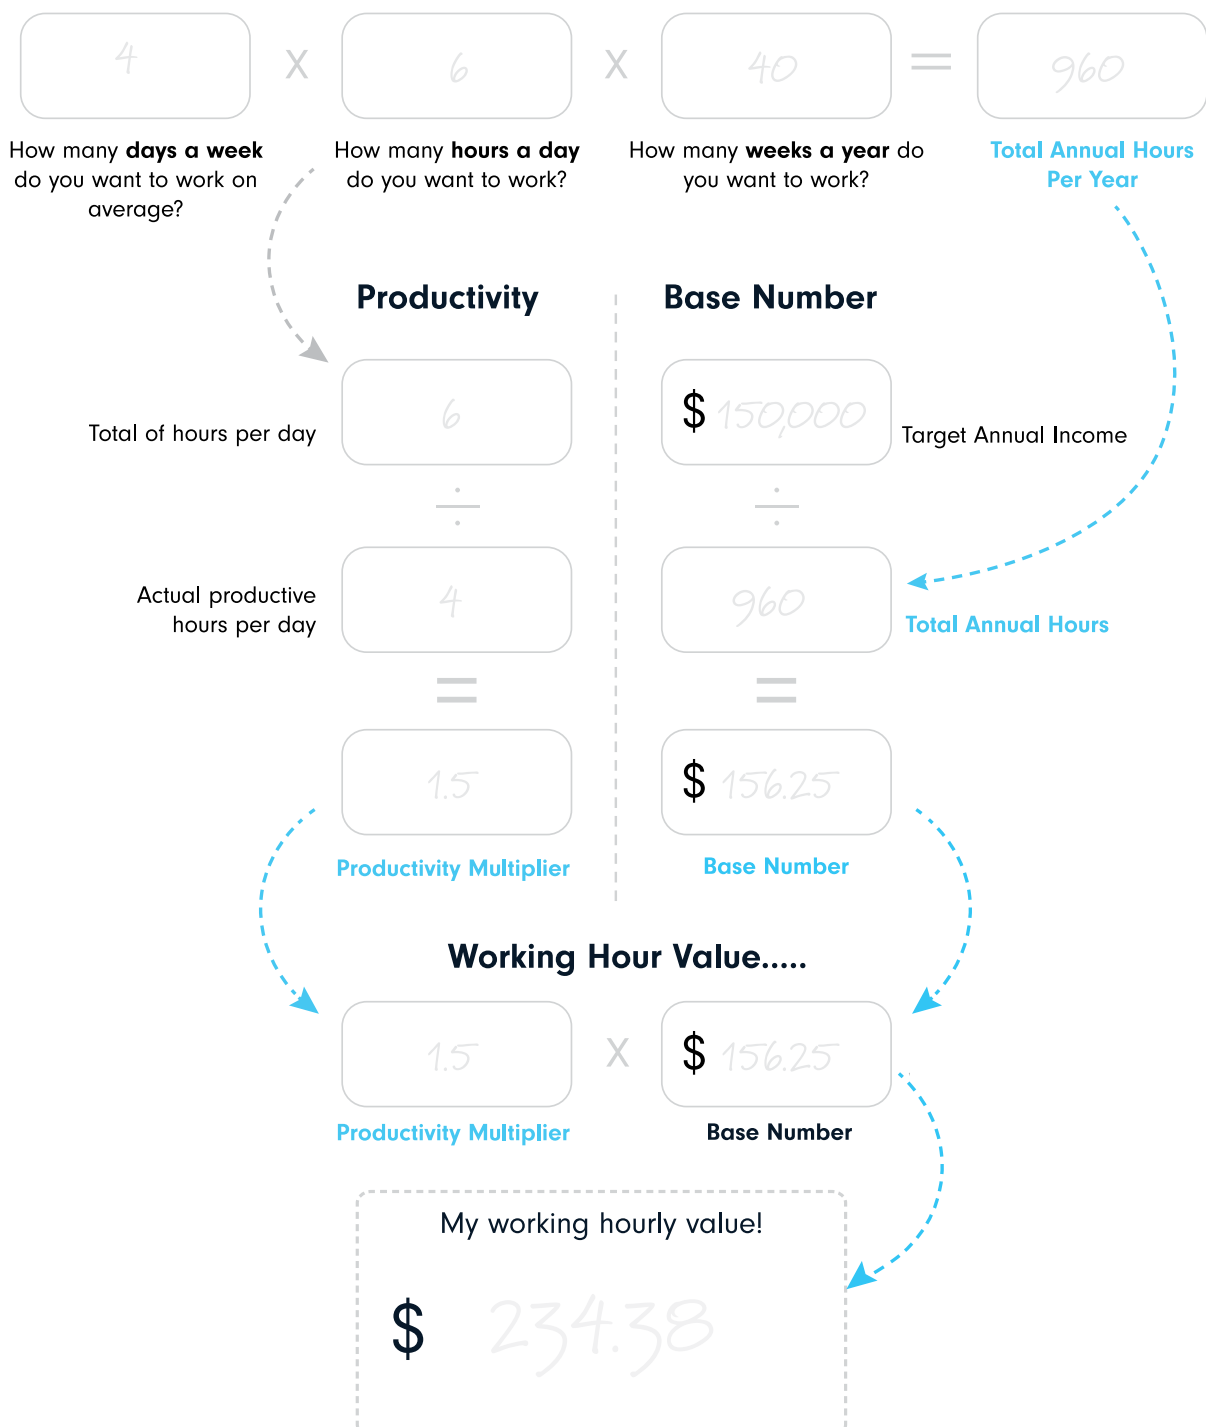 4 X 6 X 40 = 960
How many days a week
do you want to work on
average?
How many hours a day
do you want to work?
How many weeks a year do
you want to work?
Total Annual Hours
Per Year
Productivity
Base Number
Total of hours per day
6
$ 150,000
Target Annual Income
÷
÷
Actual productive
hours per day
4
960
Total Annual Hours
=
=
1.5
$ 156.25
Productivity Multiplier
Base Number
Working Hour Value.....
1.5 X $ 156.25
Productivity Multiplier
Base Number
My working hourly value!
$ 234.38